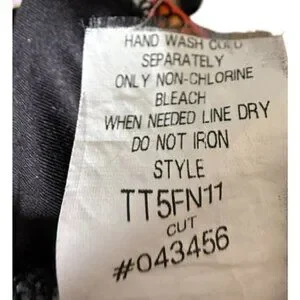 HAND WASH COLD
SEPARATELY
ONLY NON-CHLORINE
BLEACH
WHEN NEEDED LINE DRY
DO NOT IRON
STYLE
TT5FN11
CUT
#043456